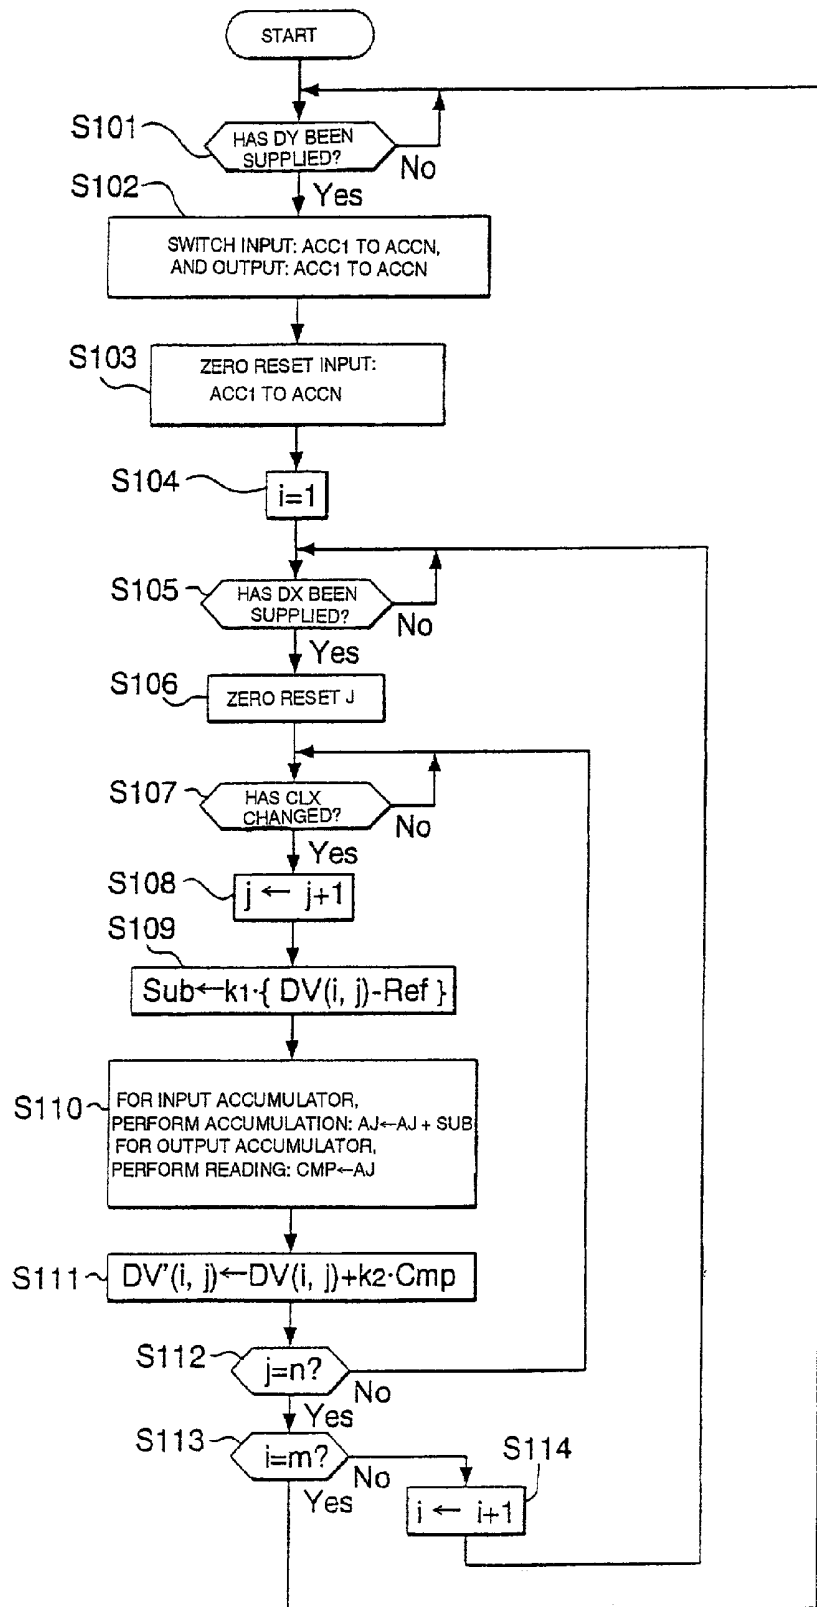 START
S101
HAS DY BEEN
SUPPLIED?
No
Yes
S102
SWITCH INPUT: ACC1 TO ACCN,
AND OUTPUT: ACC1 TO ACCN
S103
ZERO RESET INPUT:
ACC1 TO ACCN
S104
i=1
S105
HAS DX BEEN
SUPPLIED?
No
Yes
S106
ZERO RESET J
S107
HAS CLX
CHANGED?
No
Yes
S108
j ← j+1
S109
Sub←k1·{ DV(i, j)-Ref }
S110
FOR INPUT ACCUMULATOR,
PERFORM ACCUMULATION: AJ←AJ + SUB
FOR OUTPUT ACCUMULATOR,
PERFORM READING: CMP←AJ
S111
DV'(i, j)←DV(i, j)+k2·Cmp
S112
j=n?
No
Yes
S113
i=m?
No
Yes
S114
i ← i+1